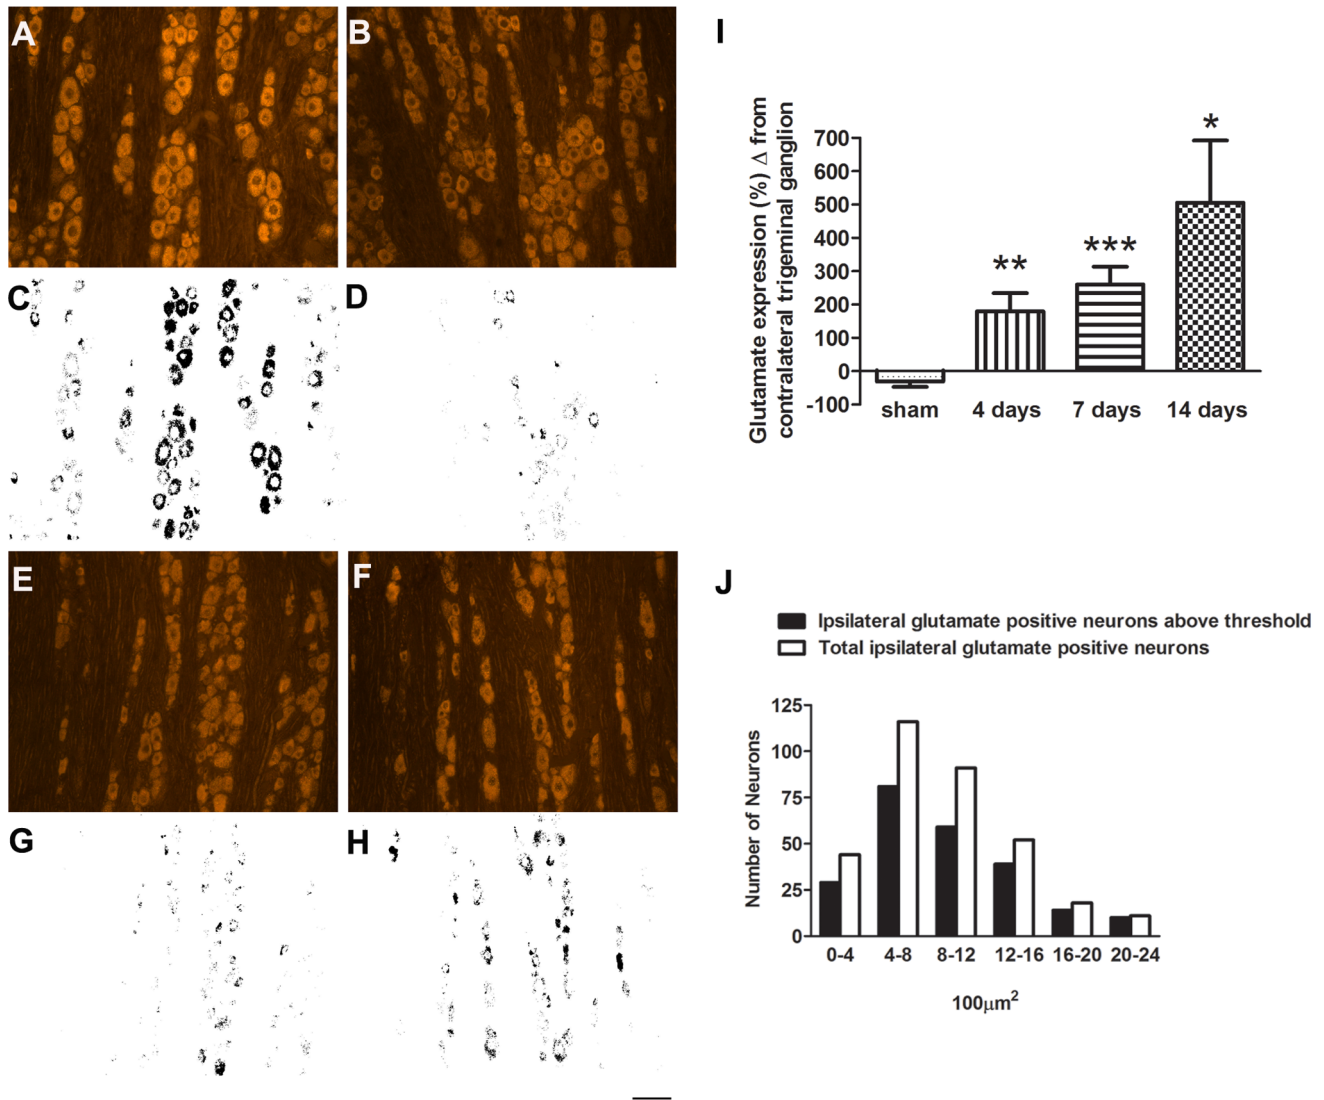 A
B
C
D
E
F
G
H
I
Glutamate expression (%) Δ from
contralateral trigeminal ganglion
700
600
500
400
300
200
100
0
-100
**
***
*
sham
4 days
7 days
14 days
J
Ipsilateral glutamate positive neurons above threshold
Total ipsilateral glutamate positive neurons
Number of Neurons
125
100
75
50
25
0
0-4
4-8
8-12
12-16
16-20
20-24
100µm²